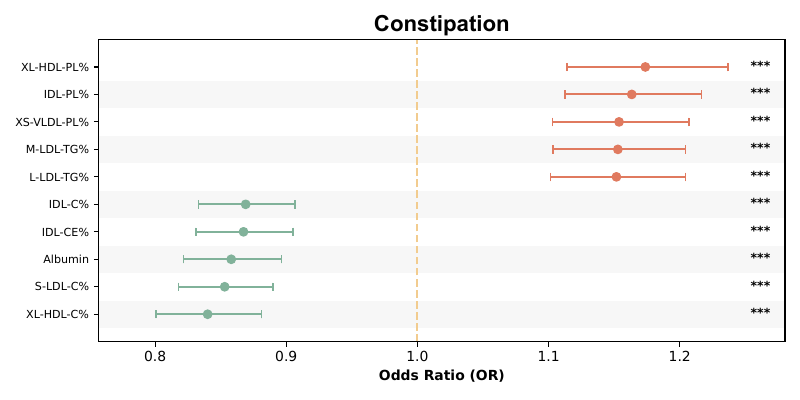 Constipation
XL-HDL-PL% ***
IDL-PL% ***
XS-VLDL-PL% ***
M-LDL-TG% ***
L-LDL-TG% ***
IDL-C% ***
IDL-CE% ***
Albumin ***
S-LDL-C% ***
XL-HDL-C% ***
0.8 0.9 1.0 1.1 1.2
Odds Ratio (OR)